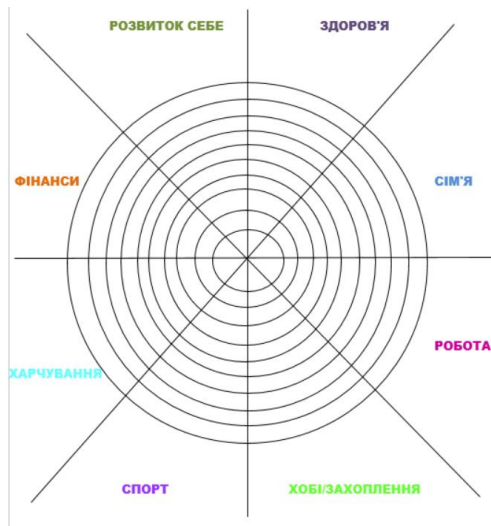 РОЗВИТОК СЕБЕ
ЗДОРОВ'Я
ФІНАНСИ
СІМ'Я
РОБОТА
ХАРЧУВАННЯ
СПОРТ
ХОБІ/ЗАХОПЛЕННЯ